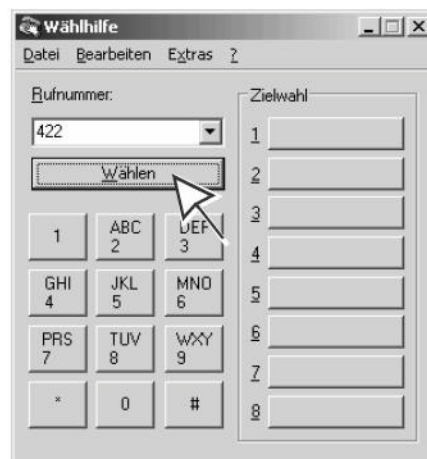 Wählhilfe
Datei Bearbeiten Extras ?
Rufnummer:
422
Wählen
1
ABC
2
DEF
3
GHI
4
JKL
5
MNO
6
PRS
7
TUV
8
WXY
9
*
0
#
Zielwahl
1
2
3
4
5
6
7
8